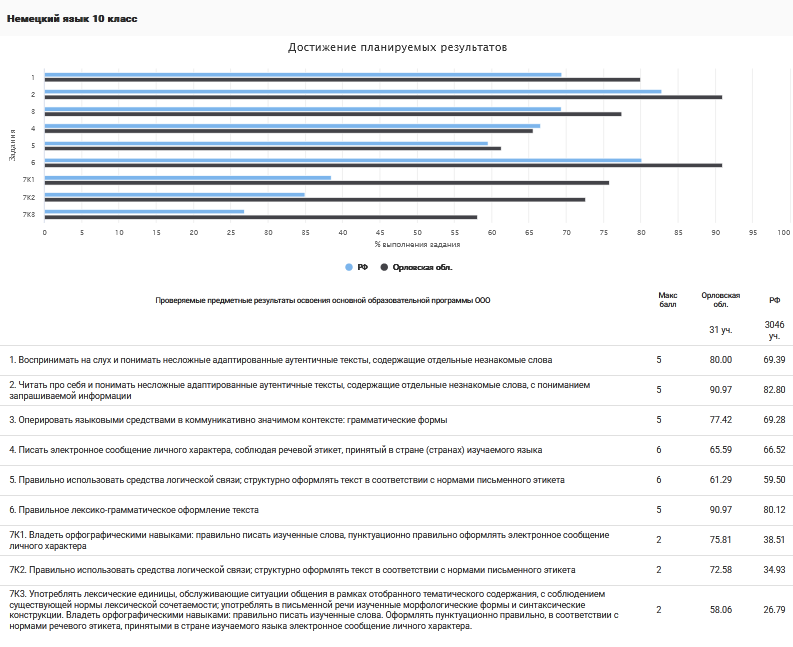 Немецкий язык 10 класс
Достижение планируемых результатов
Задания
1
2
3
4
5
6
7К1
7К2
7К3
0 5 10 15 20 25 30 35 40 45 50 55 60 65 70 75 80 85 90 95 100
% выполнения задания
РФ Орловская обл.
Проверяемые предметные результаты освоения основной образовательной программы ООО
Макс
балл
Орловская
обл.
РФ
31 уч.
3046
уч.
1. Воспринимать на слух и понимать несложные адаптированные аутентичные тексты, содержащие отдельные незнакомые слова 5 80.00 69.39
2. Читать про себя и понимать несложные адаптированные аутентичные тексты, содержащие отдельные незнакомые слова, с пониманием
запрашиваемой информации 5 90.97 82.80
3. Оперировать языковыми средствами в коммуникативно значимом контексте: грамматические формы 5 77.42 69.28
4. Писать электронное сообщение личного характера, соблюдая речевой этикет, принятый в стране (странах) изучаемого языка 6 65.59 66.52
5. Правильно использовать средства логической связи; структурно оформлять текст в соответствии с нормами письменного этикета 6 61.29 59.50
6. Правильное лексико-грамматическое оформление текста 5 90.97 80.12
7К1. Владеть орфографическими навыками: правильно писать изученные слова, пунктуационно правильно оформлять электронное сообщение
личного характера 2 75.81 38.51
7К2. Правильно использовать средства логической связи; структурно оформлять текст в соответствии с нормами письменного этикета 2 72.58 34.93
7К3. Употреблять лексические единицы, обслуживающие ситуации общения в рамках отобранного тематического содержания, с соблюдением
существующей нормы лексической сочетаемости; употреблять в письменной речи изученные морфологические формы и синтаксические
конструкции. Владеть орфографическими навыками: правильно писать изученные слова. Оформлять пунктуационно правильно, в соответствии с
нормами речевого этикета, принятыми в стране изучаемого языка электронное сообщение личного характера. 2 58.06 26.79